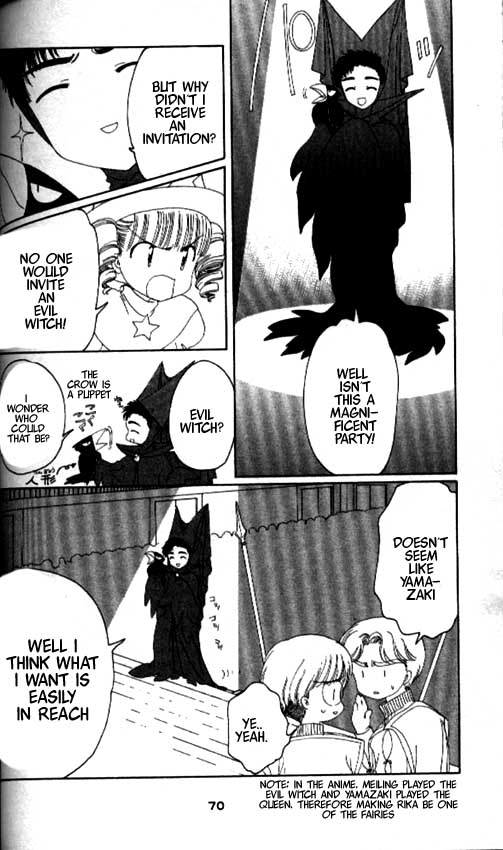 WELL
ISN'T
THIS A
MAGNI-
FICENT
PARTY!
BUT WHY
DIDN'T I
RECEIVE
AN
INVITATION?
NO ONE
WOULD
INVITE
AN
EVIL
WITCH!
EVIL
WITCH?
THE
CROW IS
A PUPPET
I
WONDER
WHO
COULD
THAT BE?
人形
DOESN'T
SEEM
LIKE
YAMA-
ZAKI
YE..
YEAH.
WELL I
THINK WHAT
I WANT IS
EASILY
IN REACH
NOTE: IN THE ANIME, MEILING PLAYED THE
EVIL WITCH AND YAMAZAKI PLAYED THE
QUEEN. THEREFORE MAKING RIKA BE ONE
OF THE FAIRIES
70